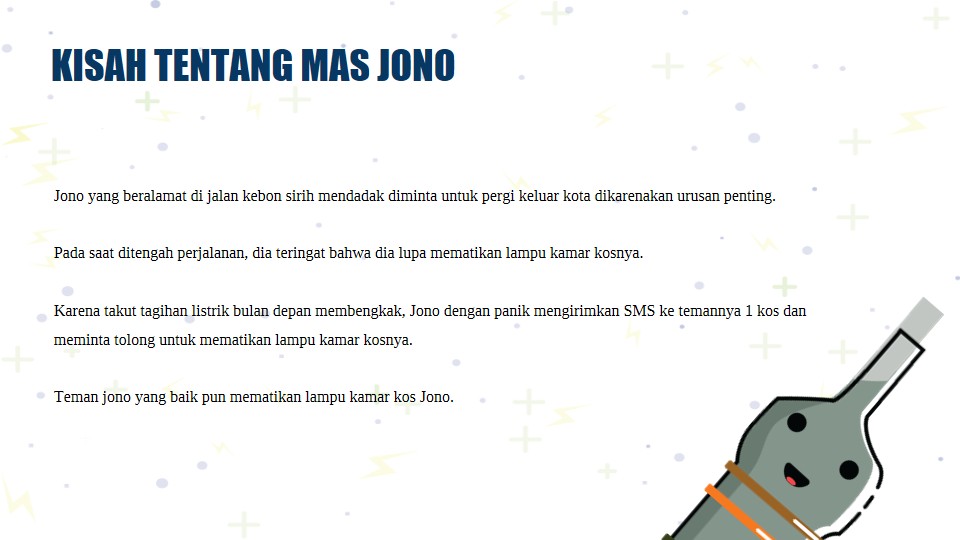 KISAH TENTANG MAS JONO
Jono yang beralamat di jalan kebon sirih mendadak diminta untuk pergi keluar kota dikarenakan urusan penting.
Pada saat ditengah perjalanan, dia teringat bahwa dia lupa mematikan lampu kamar kosnya.
Karena takut tagihan listrik bulan depan membengkak, Jono dengan panik mengirimkan SMS ke temannya 1 kos dan
meminta tolong untuk mematikan lampu kamar kosnya.
Teman jono yang baik pun mematikan lampu kamar kos Jono.